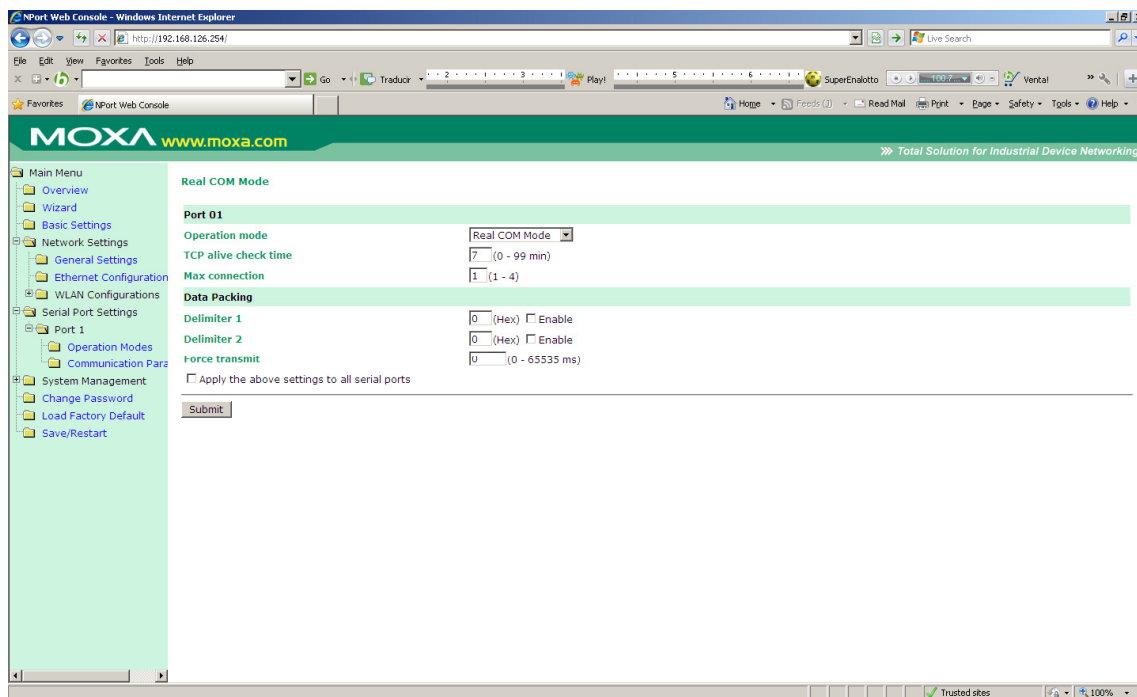 NPort Web Console - Windows Internet Explorer
http://192.168.126.254/
Live Search
File Edit View Favorites Tools Help
Go Traducir 2 3 Play! 5 6 SuperEnalotto 100.7 Venta!
Favorites NPort Web Console Home Feeds (J) Read Mail Print Page Safety Tools Help
MOXA www.moxa.com
Total Solution for Industrial Device Networking
Main Menu
Overview
Wizard
Basic Settings
Network Settings
General Settings
Ethernet Configuration
WLAN Configurations
Serial Port Settings
Port 1
Operation Modes
Communication Para
System Management
Change Password
Load Factory Default
Save/Restart
Real COM Mode
Port 01
Operation mode Real COM Mode
TCP alive check time 7 (0 - 99 min)
Max connection 1 (1 - 4)
Data Packing
Delimiter 1 0 (Hex) Enable
Delimiter 2 0 (Hex) Enable
Force transmit 0 (0 - 65535 ms)
Apply the above settings to all serial ports
Submit
Trusted sites 100%